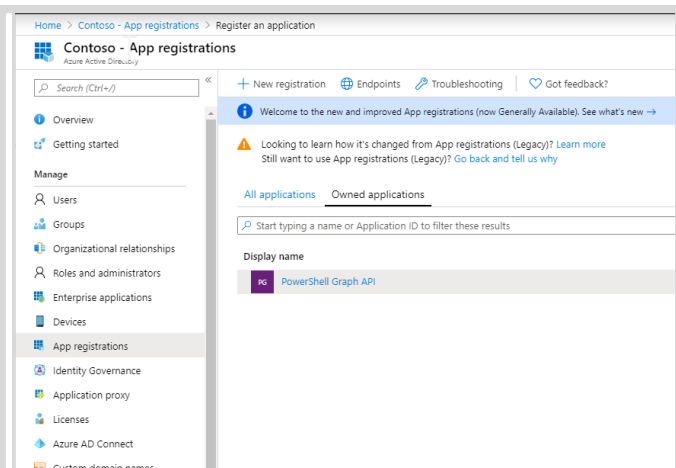 Home > Contoso - App registrations > Register an application
Contoso - App registrations
Azure Active Directory
Search (Ctrl+/)
«
Overview
Getting started
Manage
Users
Groups
Organizational relationships
Roles and administrators
Enterprise applications
Devices
App registrations
Identity Governance
Application proxy
Licenses
Azure AD Connect
Custom domain names
New registration Endpoints Troubleshooting Got feedback?
Welcome to the new and improved App registrations (now Generally Available). See what's new →
Looking to learn how it's changed from App registrations (Legacy)? Learn more
Still want to use App registrations (Legacy)? Go back and tell us why
All applications Owned applications
Start typing a name or Application ID to filter these results
Display name
PG PowerShell Graph API